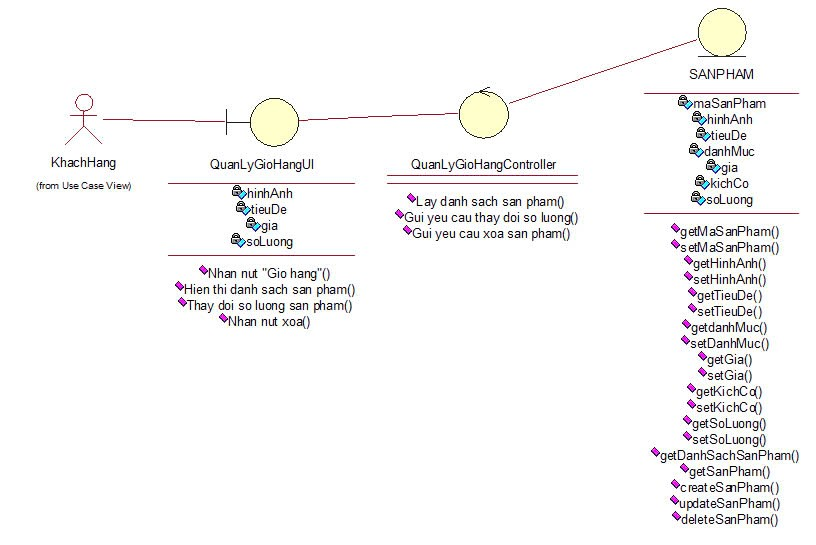 KhachHang
(from Use Case View)
QuanLyGioHangUI
hinhAnh
tieuDe
gia
soLuong
Nhan nut "Gio hang"()
Hien thi danh sach san pham()
Thay doi so luong san pham()
Nhan nut xoa()
QuanLyGioHangController
Lay danh sach san pham()
Gui yeu cau thay doi so luong()
Gui yeu cau xoa san pham()
SANPHAM
maSanPham
hinhAnh
tieuDe
danhMuc
gia
kichCo
soLuong
getMaSanPham()
setMaSanPham()
getHinhAnh()
setHinhAnh()
getTieuDe()
setTieuDe()
getdanhMuc()
setDanhMuc()
getGia()
setGia()
getKichCo()
setKichCo()
getSoLuong()
setSoLuong()
getDanhSachSanPham()
getSanPham()
createSanPham()
updateSanPham()
deleteSanPham()